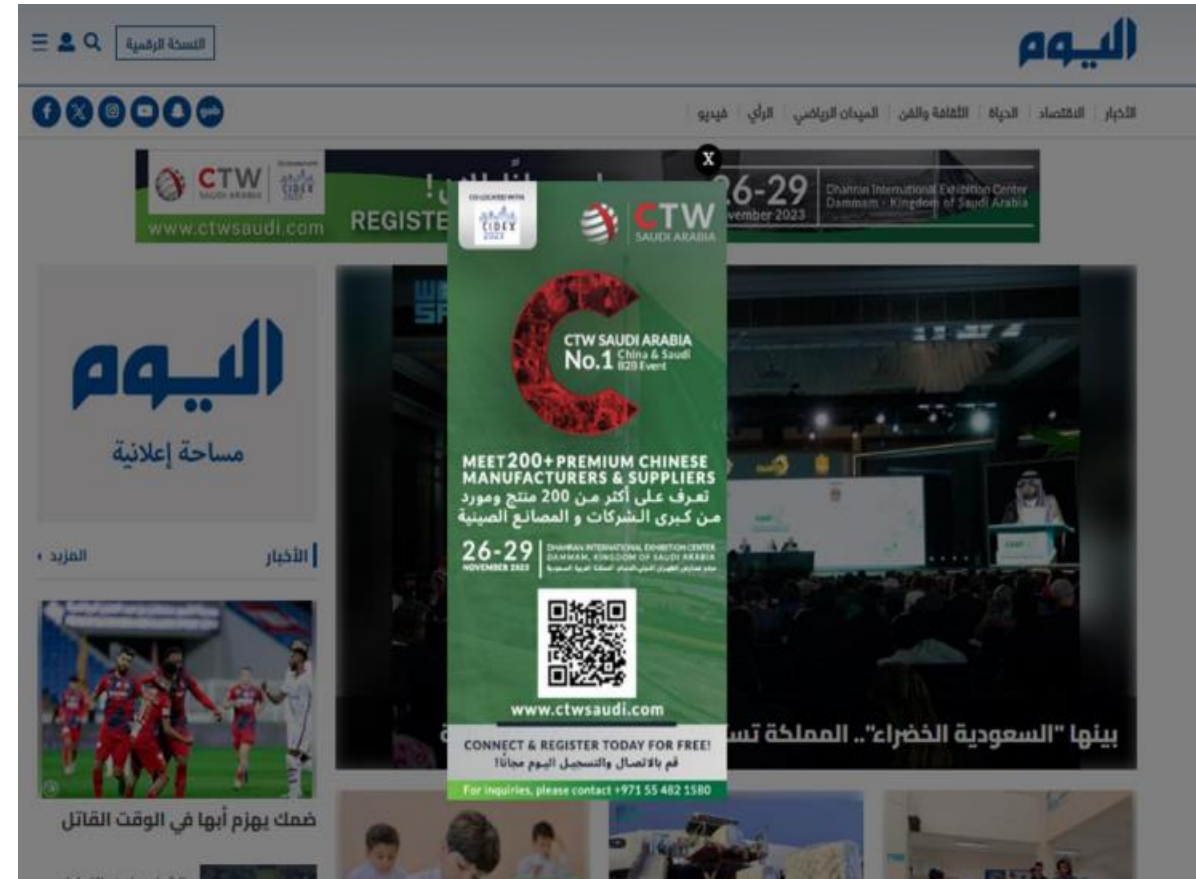 اليوم
النسخة الرقمية
الأخبار
الاقتصاد
الحياة
الثقافة والفن
الميدان الرياضي
الرأي
فيديو
CTW
SAUDI ARABIA
CIDEX
2023
www.ctwsaudi.com
REGISTE
26-29
vember 2023
Dhahran International Exhibition Center
Dammam - Kingdom of Saudi Arabia
X
CO-LOCATED WITH
CIDEX
2023
CTW
SAUDI ARABIA
CTW SAUDI ARABIA
No.1 China & Saudi
B2B Event
MEET 200+ PREMIUM CHINESE
MANUFACTURERS & SUPPLIERS
تعرف على أكثر من 200 منتج ومورد
من كبرى الشركات و المصانع الصينية
26-29
NOVEMBER 2023
DHAHRAN INTERNATIONAL EXHIBITION CENTER
DAMMAM, KINGDOM OF SAUDI ARABIA
www.ctwsaudi.com
CONNECT & REGISTER TODAY FOR FREE!
قم بالاتصال والتسجيل اليوم مجانًا!
For inquiries, please contact +971 55 482 1580
بينها "السعودية الخضراء".. المملكة
اليوم
مساحة إعلانية
الأخبار
المزيد
ضمك يهزم أبها في الوقت القاتل